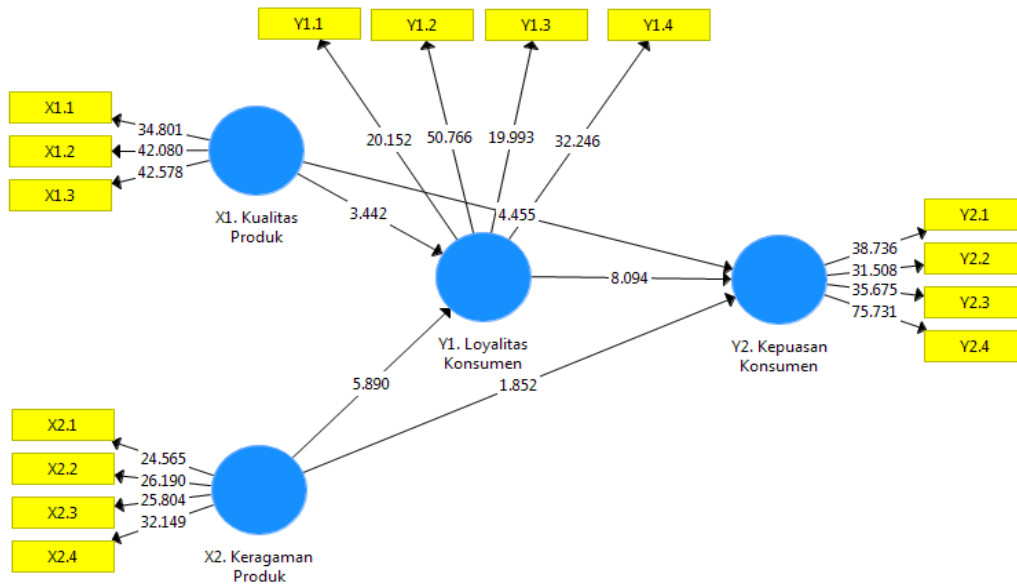 Y1.1
Y1.2
Y1.3
Y1.4
X1.1
X1.2
X1.3
34.801
42.080
42.578
20.152
50.766
19.993
32.246
X1. Kualitas
Produk
3.442
4.455
Y2.1
Y2.2
Y2.3
Y2.4
38.736
31.508
35.675
75.731
8.094
Y1. Loyalitas
Konsumen
Y2. Kepuasan
Konsumen
5.890
1.852
X2.1
X2.2
X2.3
X2.4
24.565
26.190
25.804
32.149
X2. Keragaman
Produk